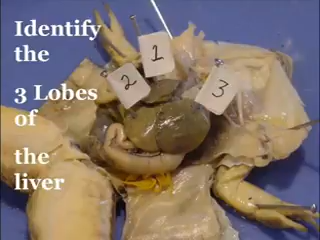 Identify
the
3 Lobes
of
the
liver
1
2
3